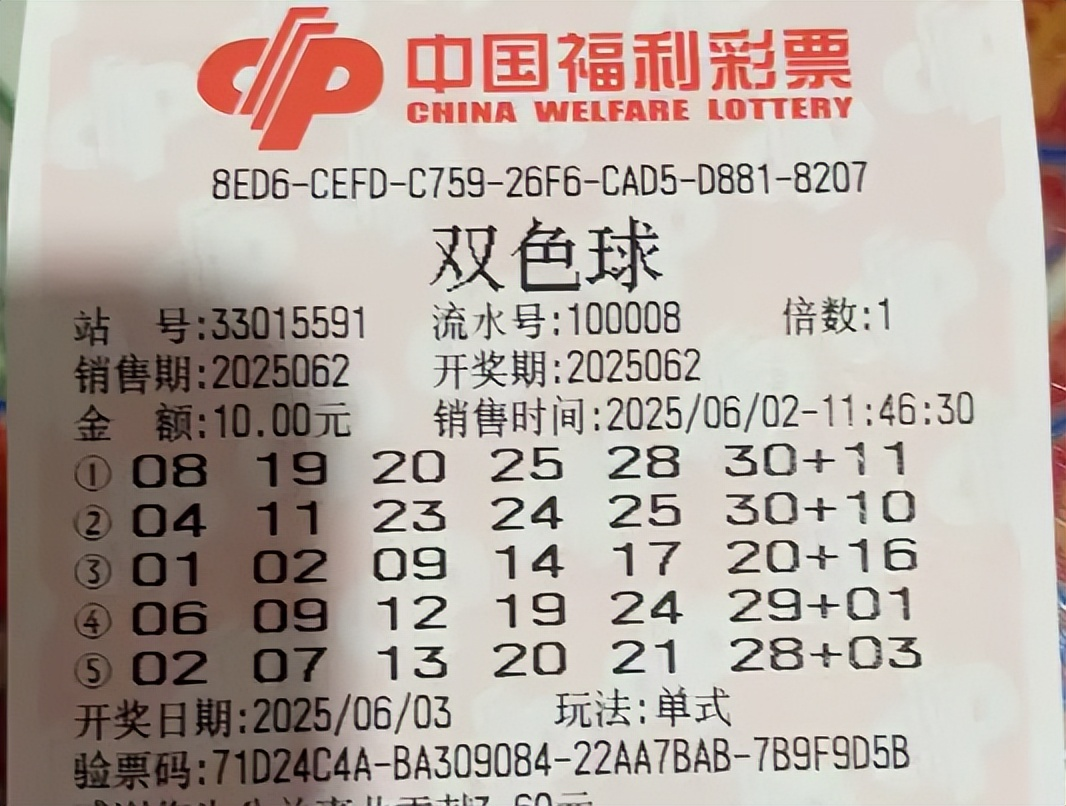 中国福利彩票
CHINA WELFARE LOTTERY
8ED6-CEFD-C759-26F6-CAD5-D881-8207
双色球
站 号:33015591 流水号:100008 倍数:1
销售期:2025062 开奖期:2025062
金 额:10.00元 销售时间:2025/06/02-11:46:30
① 08 19 20 25 28 30+11
② 04 11 23 24 25 30+10
③ 01 02 09 14 17 20+16
④ 06 09 12 19 24 29+01
⑤ 02 07 13 20 21 28+03
开奖日期:2025/06/03 玩法:单式
验票码:71D24C4A-BA309084-22AA7BAB-7B9F9D5B